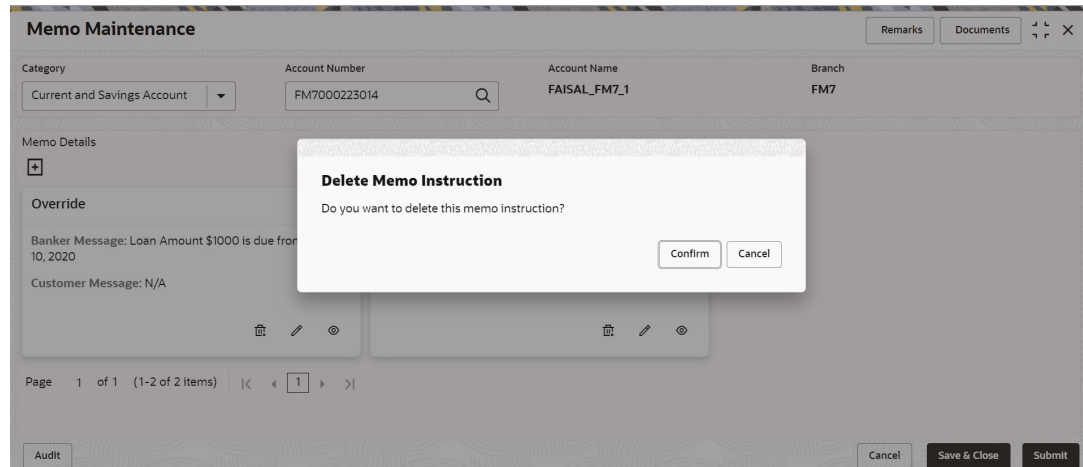 Memo Maintenance
Remarks
Documents
Category
Account Number
Account Name
Branch
Current and Savings Account
FM7000223014
FAISAL_FM7_1
FM7
Memo Details
Delete Memo Instruction
Do you want to delete this memo instruction?
Confirm
Cancel
Override
Banker Message: Loan Amount $1000 is due from
10, 2020
Customer Message: N/A
Page 1 of 1 (1-2 of 2 items) 1
Audit
Cancel
Save & Close
Submit